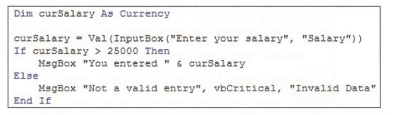 Dim curSalary As Currency
curSalary = Val(InputBox("Enter your salary", "Salary"))
If curSalary > 25000 Then
    MsgBox "You entered " & curSalary
Else
    MsgBox "Not a valid entry", vbCritical, "Invalid Data"
End If